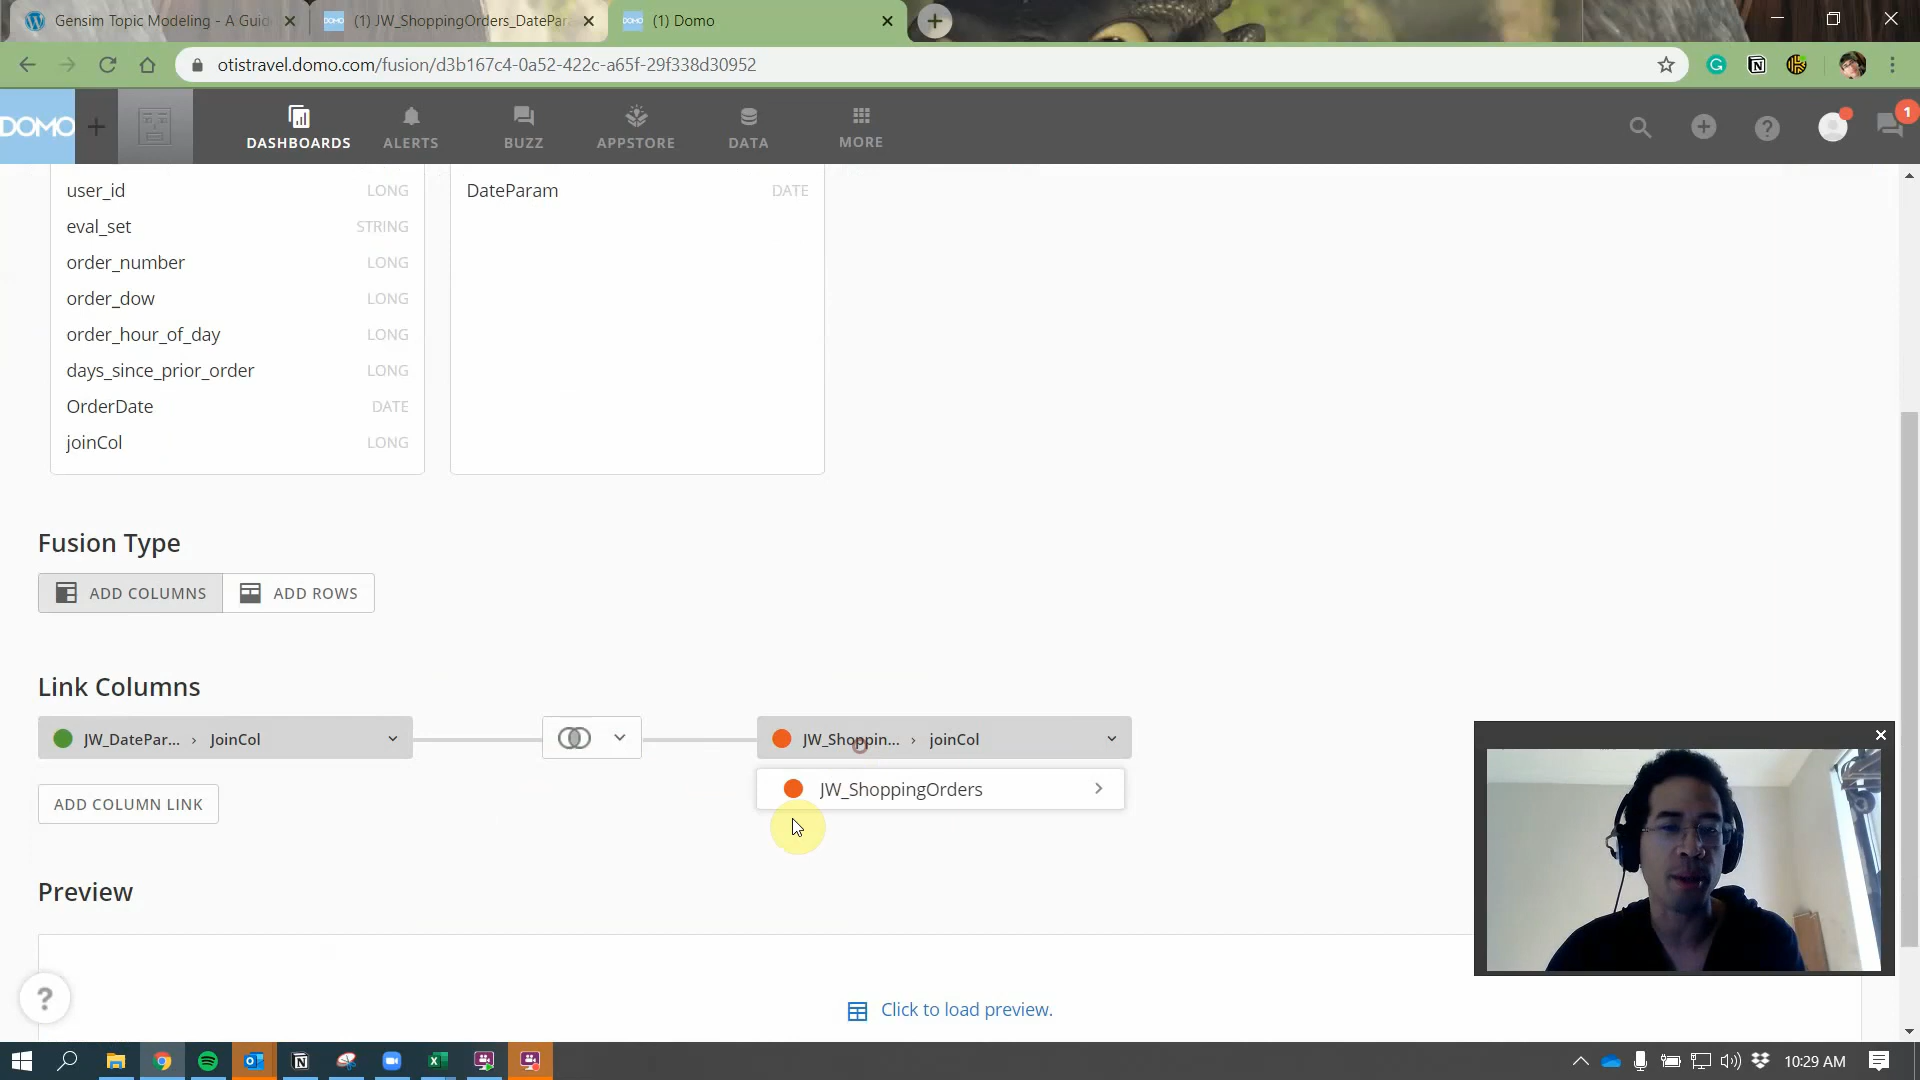 Gensim Topic Modeling - A Guid
(1) JW_ShoppingOrders_DatePara
(1) Domo
otistravel.domo.com/fusion/d3b167c4-0a52-422c-a65f-29f338d30952
DOMO
DASHBOARDS
ALERTS
BUZZ
APPSTORE
DATA
MORE
1
user_id LONG
eval_set STRING
order_number LONG
order_dow LONG
order_hour_of_day LONG
days_since_prior_order LONG
OrderDate DATE
joinCol LONG
DateParam DATE
Fusion Type
ADD COLUMNS
ADD ROWS
Link Columns
JW_DatePar... › JoinCol
JW_Shoppin... › joinCol
JW_ShoppingOrders
ADD COLUMN LINK
Preview
Click to load preview.
?
10:29 AM